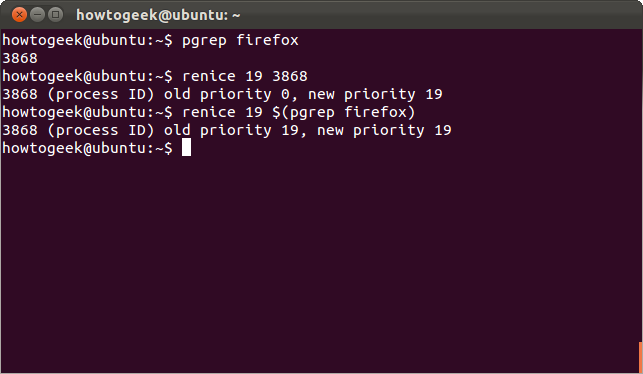 howtogeek@ubuntu: ~
howtogeek@ubuntu:~$ pgrep firefox
3868
howtogeek@ubuntu:~$ renice 19 3868
3868 (process ID) old priority 0, new priority 19
howtogeek@ubuntu:~$ renice 19 $(pgrep firefox)
3868 (process ID) old priority 19, new priority 19
howtogeek@ubuntu:~$